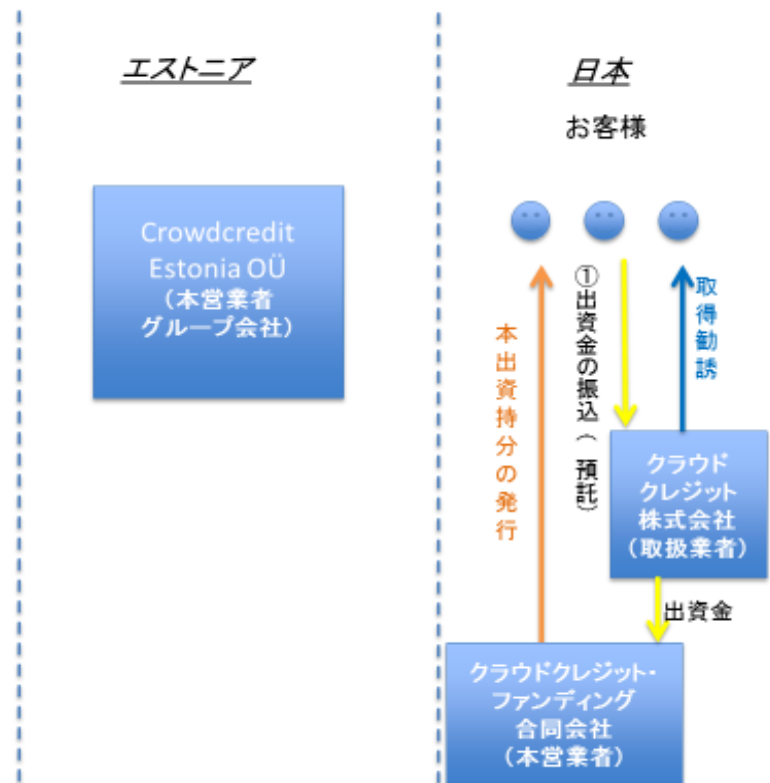 エストニア
Crowdcredit
Estonia OÜ
(本営業者
グループ会社)
日本
お客様
本出資持分の発行
①出資金の振込(預託)
取得勧誘
クラウド
クレジット
株式会社
(取扱業者)
出資金
クラウドクレジット・
ファンディング
合同会社
(本営業者)